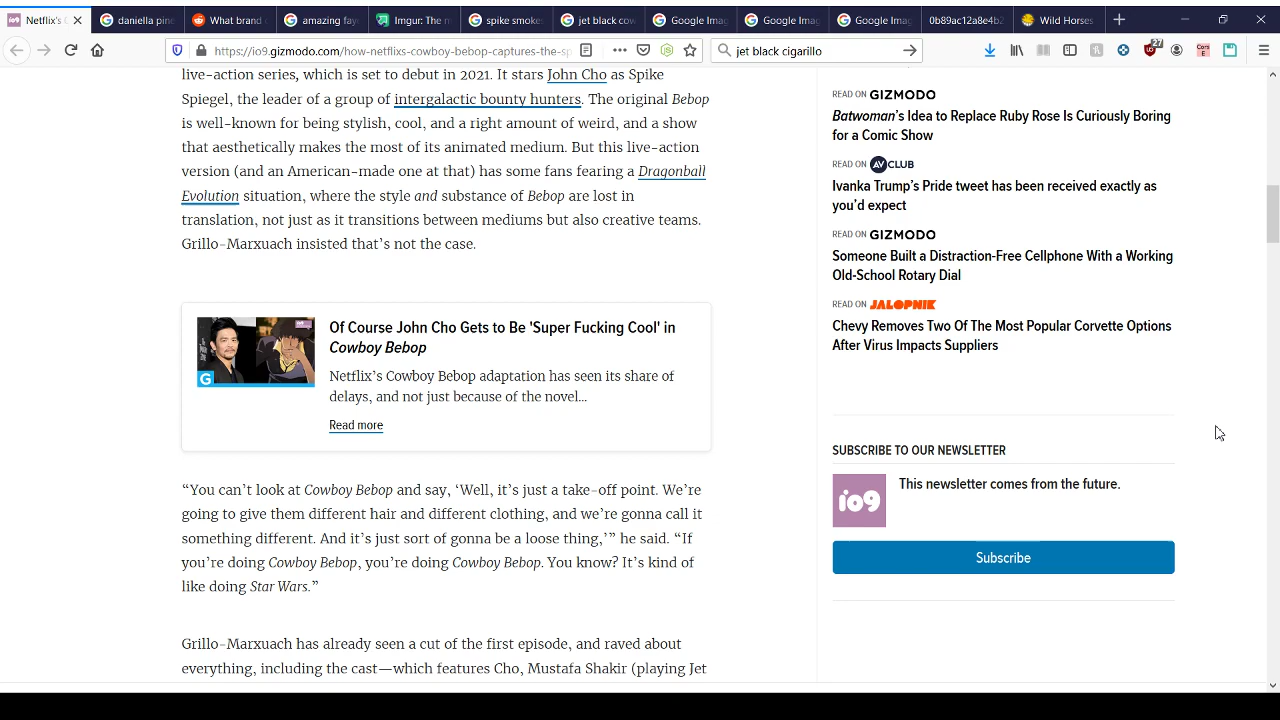 Netflix's C
daniella pine
What brand
amazing fay
Imgur: The m
spike smoke
jet black cow
Google Imag
Google Imag
Google Imag
0b89ac12a8e4b2
Wild Horses
https://io9.gizmodo.com/how-netflixs-cowboy-bebop-captures-the-sp
jet black cigarillo
27
live-action series, which is set to debut in 2021. It stars John Cho as Spike
Spiegel, the leader of a group of intergalactic bounty hunters. The original Bebop
is well-known for being stylish, cool, and a right amount of weird, and a show
that aesthetically makes the most of its animated medium. But this live-action
version (and an American-made one at that) has some fans fearing a Dragonball
Evolution situation, where the style and substance of Bebop are lost in
translation, not just as it transitions between mediums but also creative teams.
Grillo-Marxuach insisted that's not the case.
G
Of Course John Cho Gets to Be 'Super Fucking Cool' in
Cowboy Bebop
Netflix's Cowboy Bebop adaptation has seen its share of
delays, and not just because of the novel...
Read more
“You can't look at Cowboy Bebop and say, ‘Well, it's just a take-off point. We're
going to give them different hair and different clothing, and we're gonna call it
something different. And it's just sort of gonna be a loose thing,’” he said. “If
you're doing Cowboy Bebop, you're doing Cowboy Bebop. You know? It's kind of
like doing Star Wars.”
Grillo-Marxuach has already seen a cut of the first episode, and raved about
everything, including the cast—which features Cho, Mustafa Shakir (playing Jet
READ ON GIZMODO
Batwoman's Idea to Replace Ruby Rose Is Curiously Boring
for a Comic Show
READ ON AV CLUB
Ivanka Trump's Pride tweet has been received exactly as
you'd expect
READ ON GIZMODO
Someone Built a Distraction-Free Cellphone With a Working
Old-School Rotary Dial
READ ON JALOPNIK
Chevy Removes Two Of The Most Popular Corvette Options
After Virus Impacts Suppliers
SUBSCRIBE TO OUR NEWSLETTER
io9
This newsletter comes from the future.
Subscribe